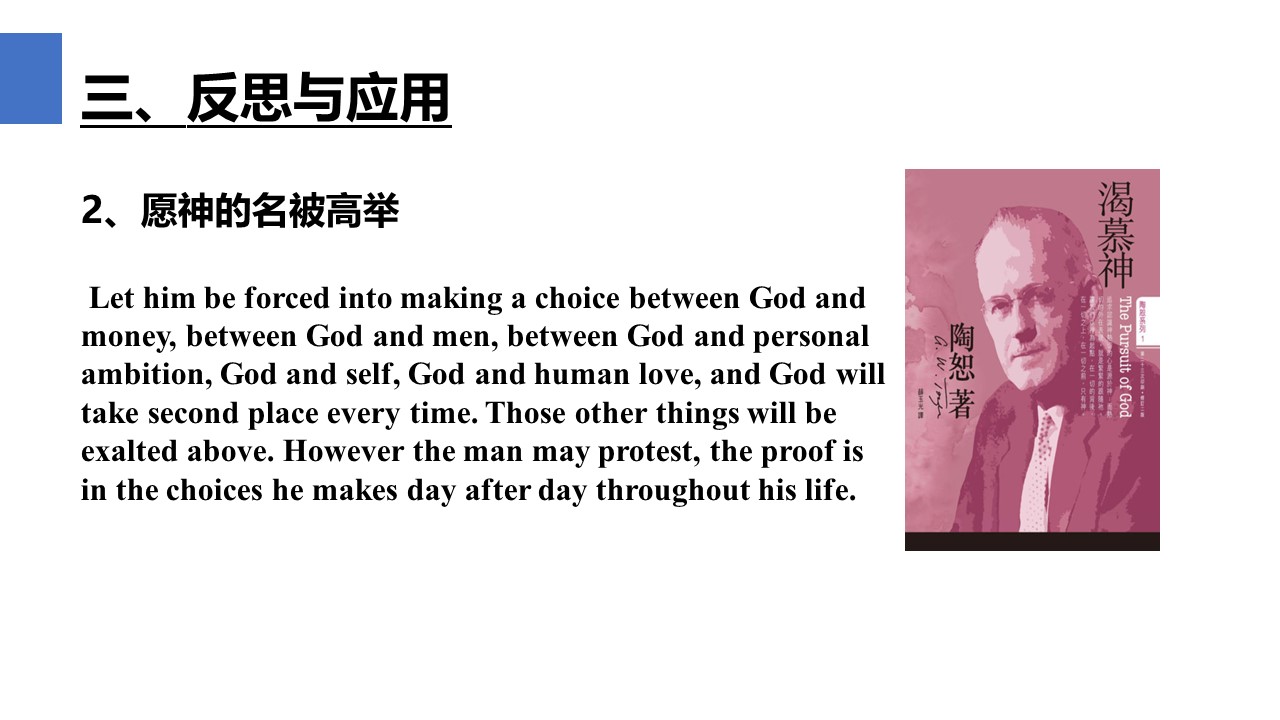 三、反思与应用
2、愿神的名被高举
Let him be forced into making a choice between God and
money, between God and men, between God and personal
ambition, God and self, God and human love, and God will
take second place every time. Those other things will be
exalted above. However the man may protest, the proof is
in the choices he makes day after day throughout his life.
渴慕神
The Pursuit of God
陶恕系列
1
陶恕 著